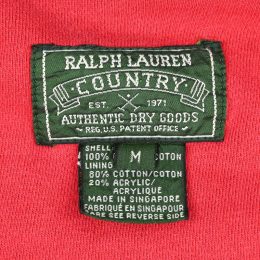 RALPH LAUREN
COUNTRY
EST. 1971
AUTHENTIC DRY GOODS
REG. U.S. PATENT OFFICE
M
SHELL
100% COTTON
LINING
80% COTTON/COTON
20% ACRYLIC/
ACRYLIQUE
MADE IN SINGAPORE
FABRIQUÉ EN SINGAPOUR
CARE SEE REVERSE SIDE